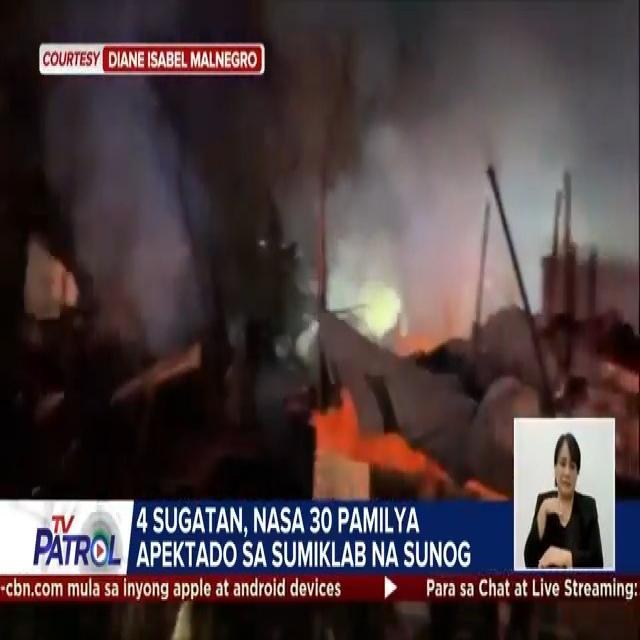 COURTESY DIANE ISABEL MALNEGRO
TV PATROL
4 SUGATAN, NASA 30 PAMILYA
APEKTADO SA SUMIKLAB NA SUNOG
-cbn.com mula sa inyong apple at android devices Para sa Chat at Live Streaming: